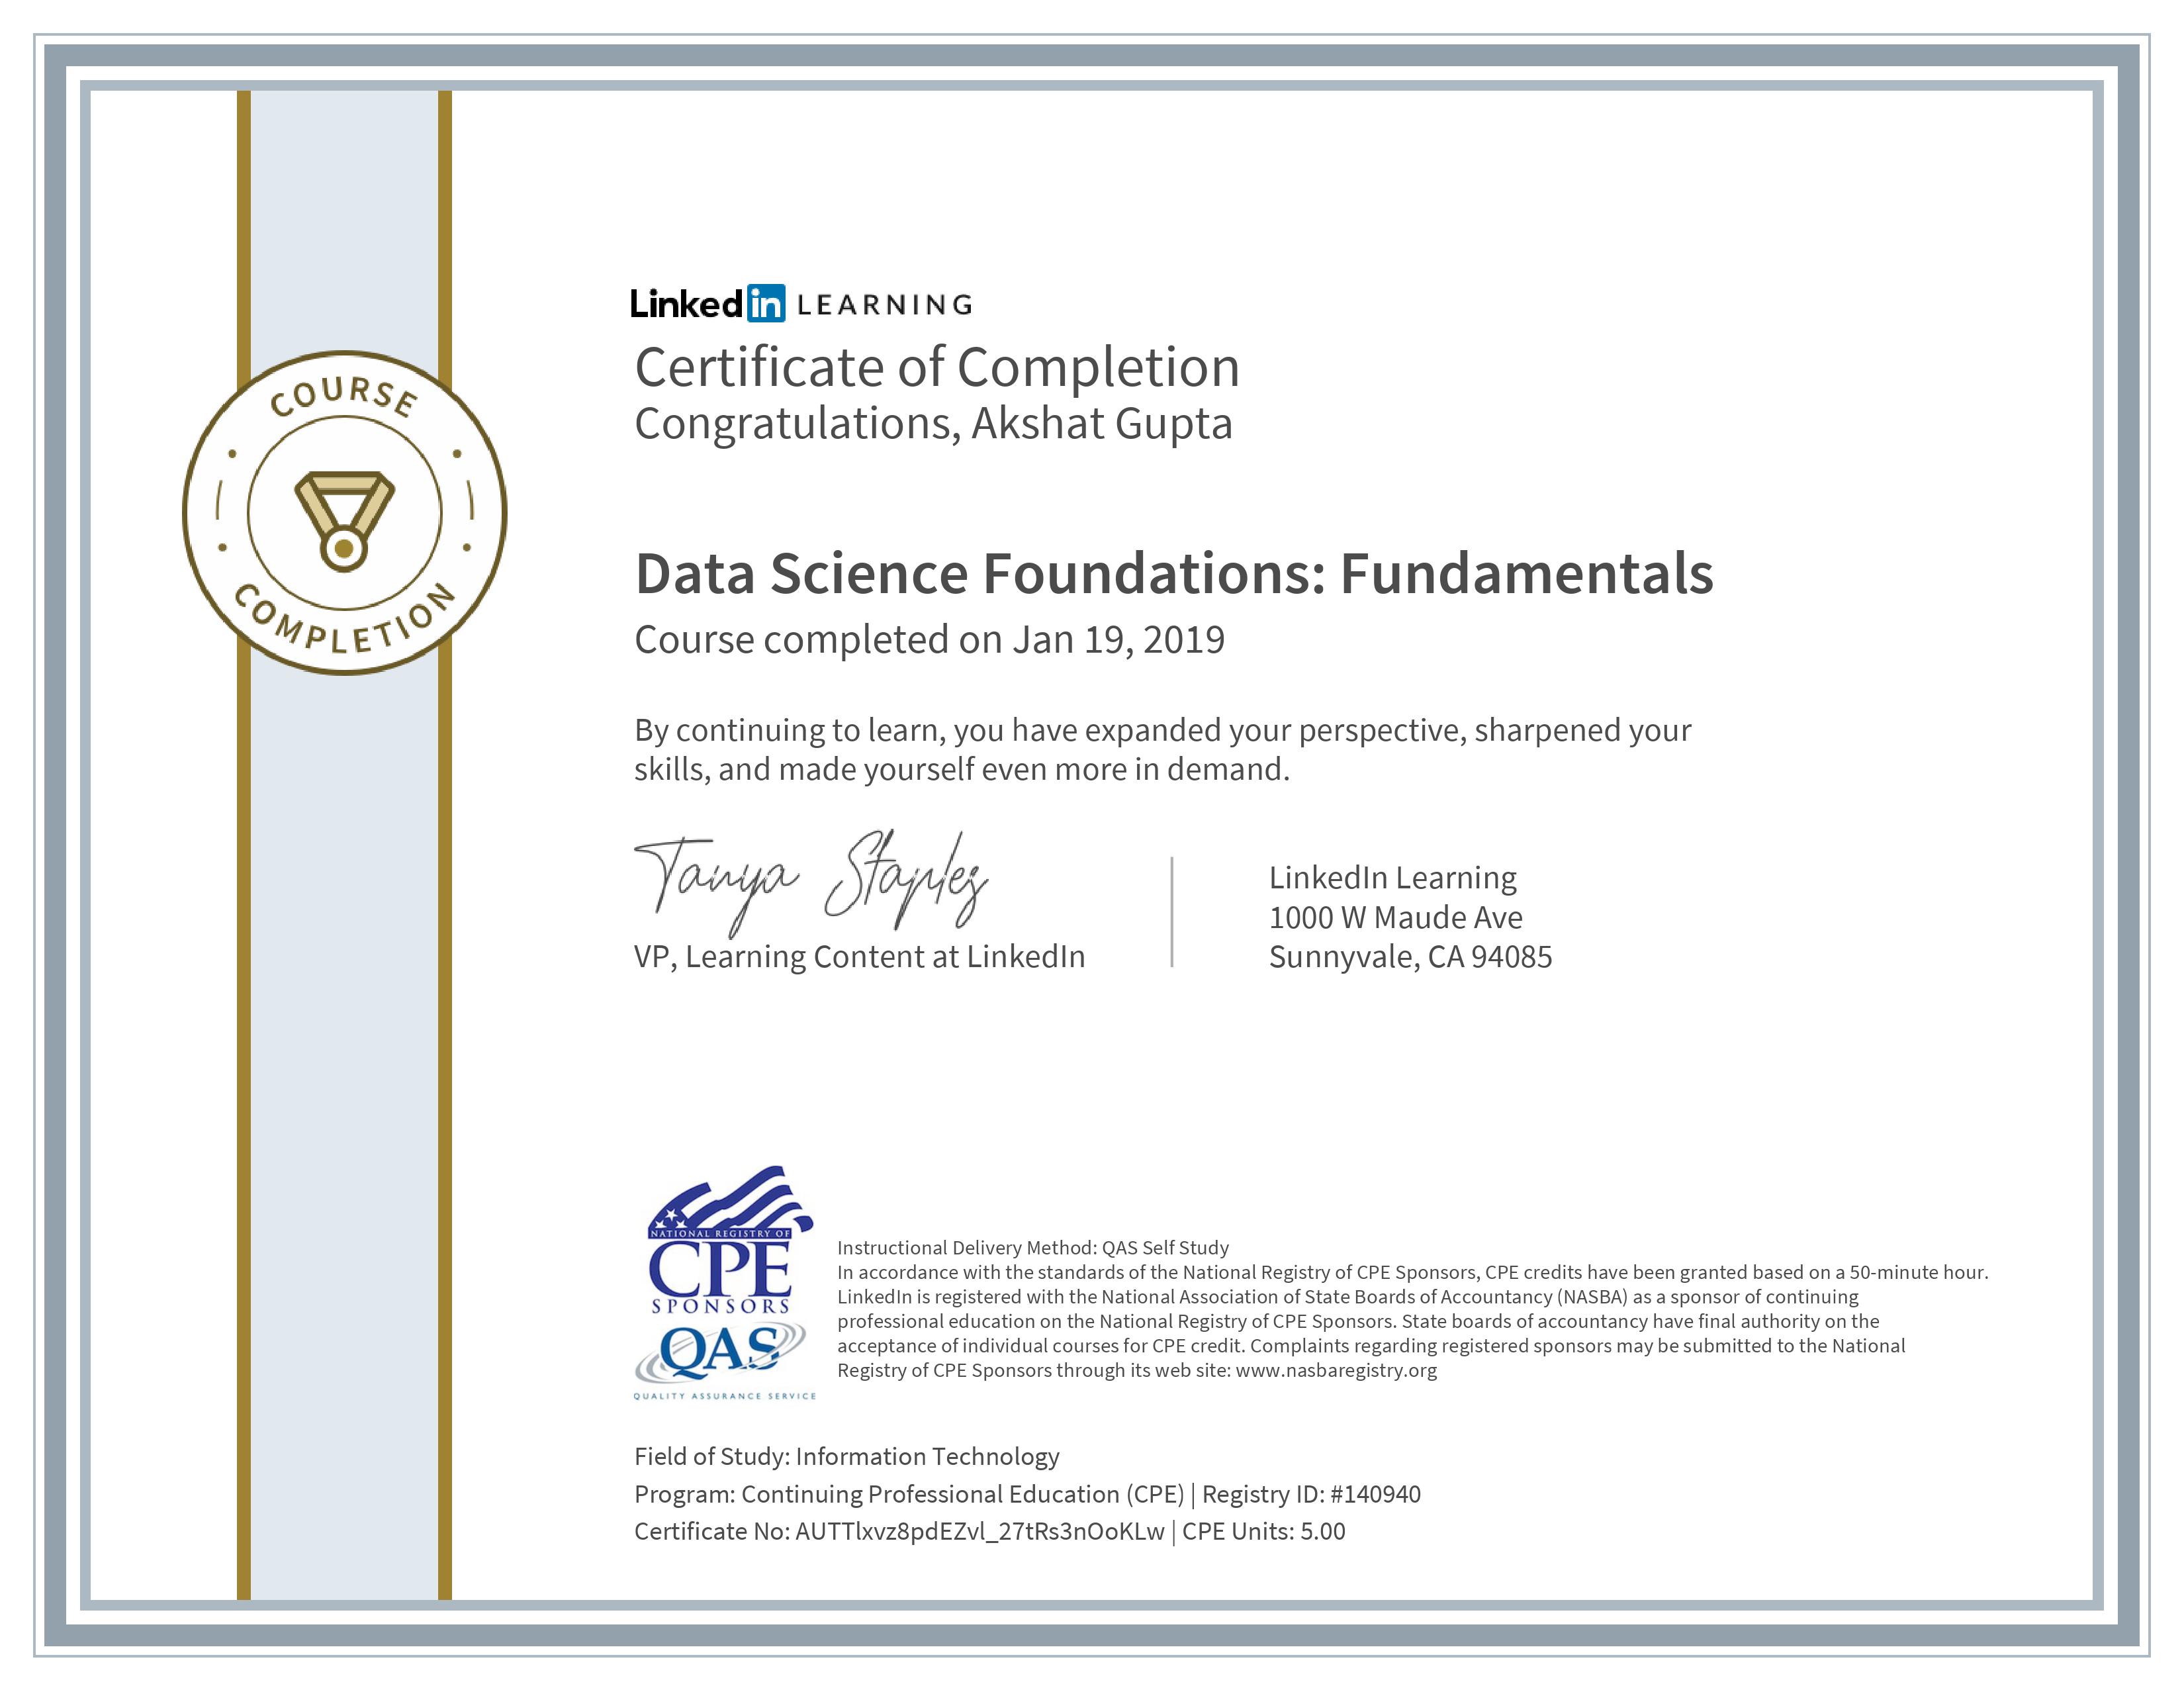 COURSE
COMPLETION
Linkedin LEARNING
Certificate of Completion
Congratulations, Akshat Gupta
Data Science Foundations: Fundamentals
Course completed on Jan 19, 2019
By continuing to learn, you have expanded your perspective, sharpened your
skills, and made yourself even more in demand.
Tanya Staples
VP, Learning Content at LinkedIn
LinkedIn Learning
1000 W Maude Ave
Sunnyvale, CA 94085
NATIONAL REGISTRY OF
CPE
SPONSORS
QAS
QUALITY ASSURANCE SERVICE
Instructional Delivery Method: QAS Self Study
In accordance with the standards of the National Registry of CPE Sponsors, CPE credits have been granted based on a 50-minute hour.
LinkedIn is registered with the National Association of State Boards of Accountancy (NASBA) as a sponsor of continuing
professional education on the National Registry of CPE Sponsors. State boards of accountancy have final authority on the
acceptance of individual courses for CPE credit. Complaints regarding registered sponsors may be submitted to the National
Registry of CPE Sponsors through its web site: www.nasbaregistry.org
Field of Study: Information Technology
Program: Continuing Professional Education (CPE) | Registry ID: #140940
Certificate No: AUTTlxvz8pdEZvl_27tRs3nOoKLw | CPE Units: 5.00